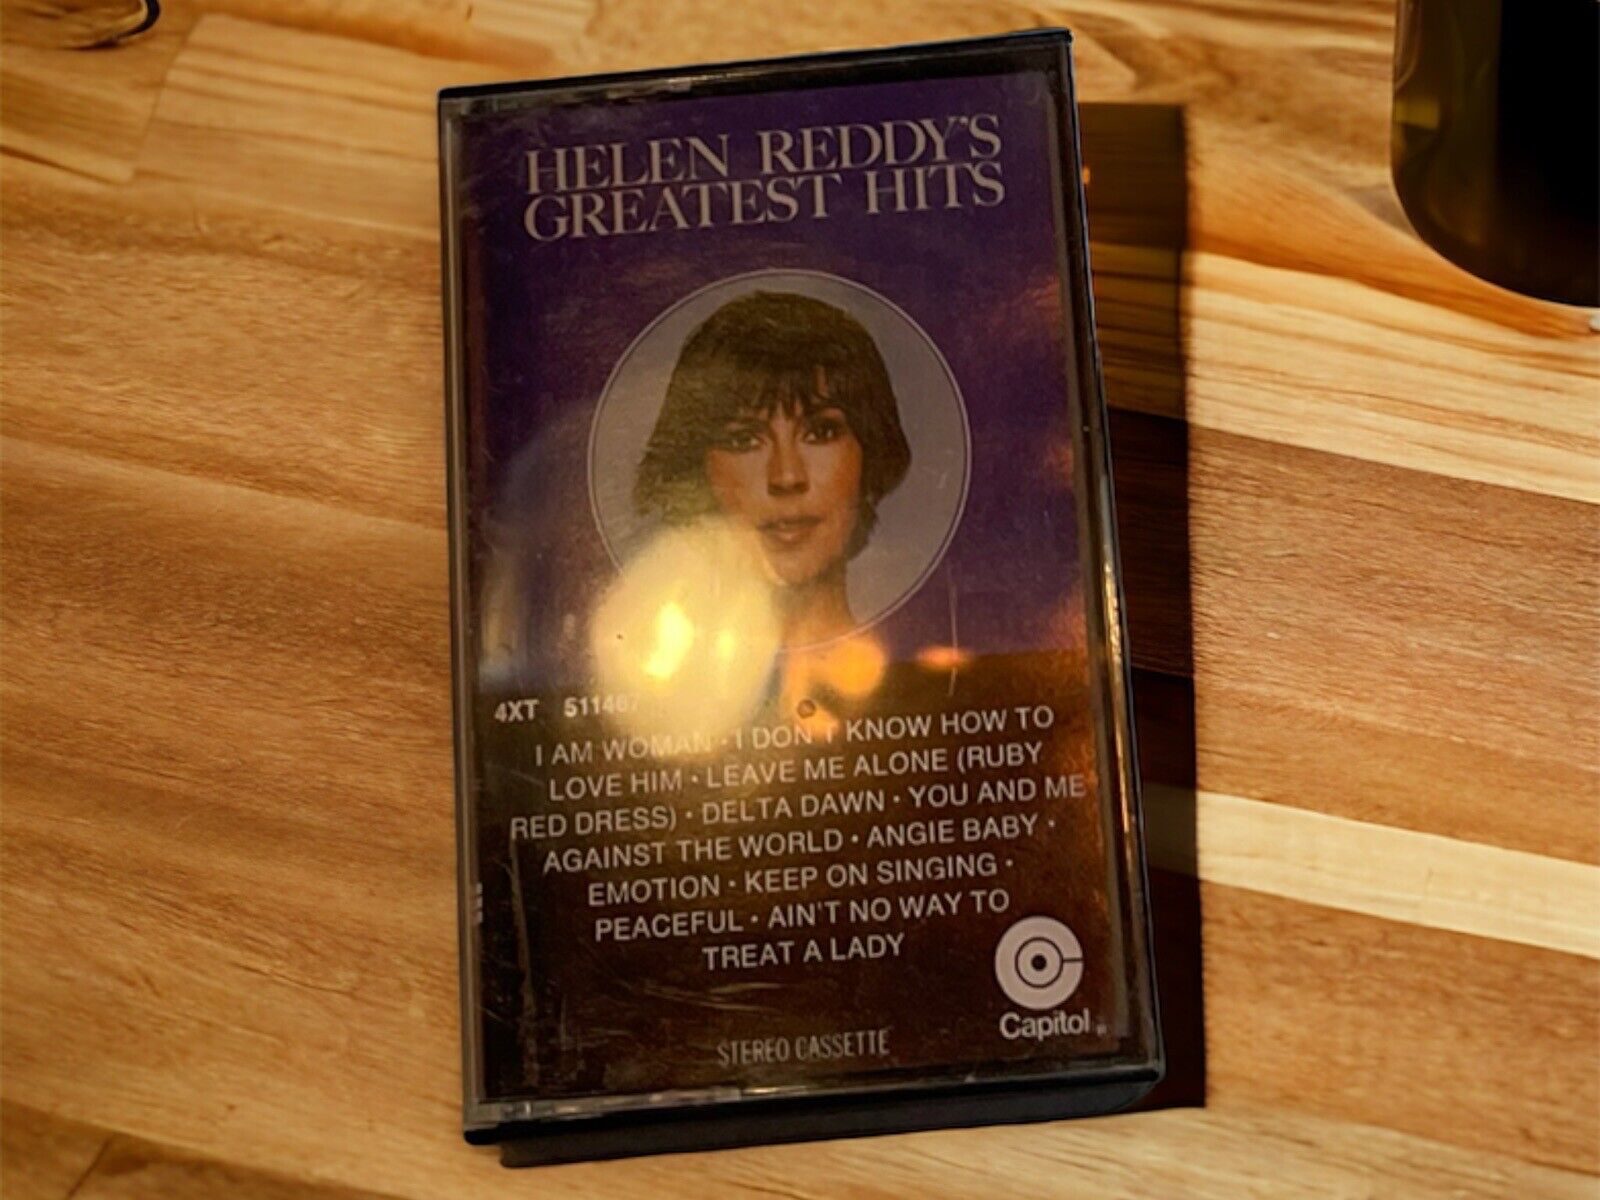 HELEN REDDY'S
GREATEST HITS
4XT 511467
I AM WOMAN · I DON'T KNOW HOW TO
LOVE HIM · LEAVE ME ALONE (RUBY
RED DRESS) · DELTA DAWN · YOU AND ME
AGAINST THE WORLD · ANGIE BABY ·
EMOTION · KEEP ON SINGING ·
PEACEFUL · AIN'T NO WAY TO
TREAT A LADY
Capitol
STEREO CASSETTE